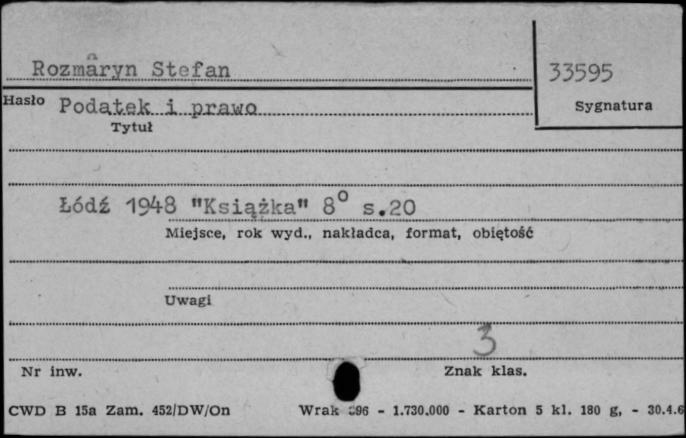 Rozmaryn Stefan
33595
Hasło Podatek i prawo
Sygnatura
Tytuł
Łódź 1948 "Książka" 8° s.20
Miejsce, rok wyd., nakładca, format, obiętość
Uwagi
3
Nr inw.
Znak klas.
CWD B 15a Zam. 452/DW/On Wrak 396 - 1.730.000 - Karton 5 kl. 180 g, - 30.4.6